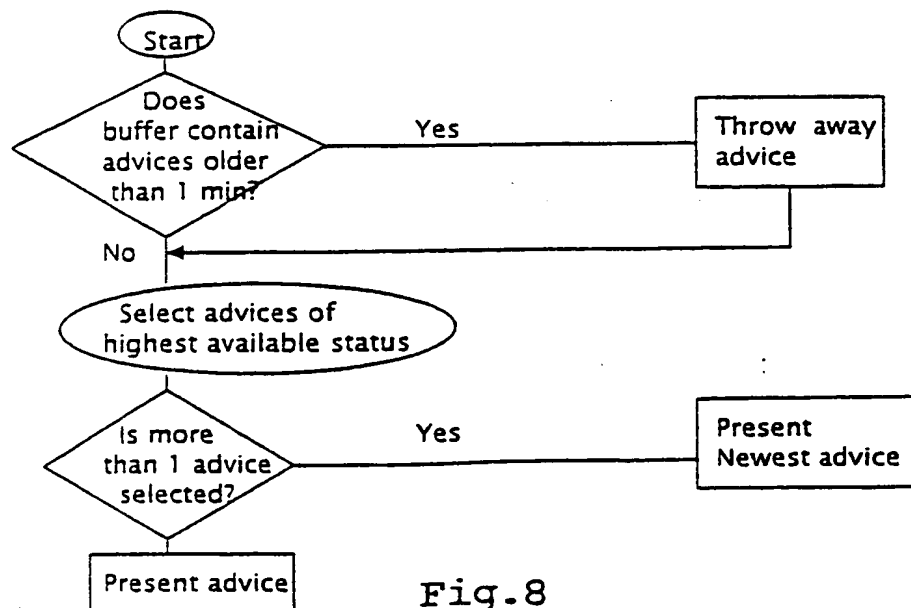 Start
Does
buffer contain
advices older
than 1 min?
Yes
Throw away
advice
No
Select advices of
highest available status
Is more
than 1 advice
selected?
Yes
Present
Newest advice
Present advice
Fig.8